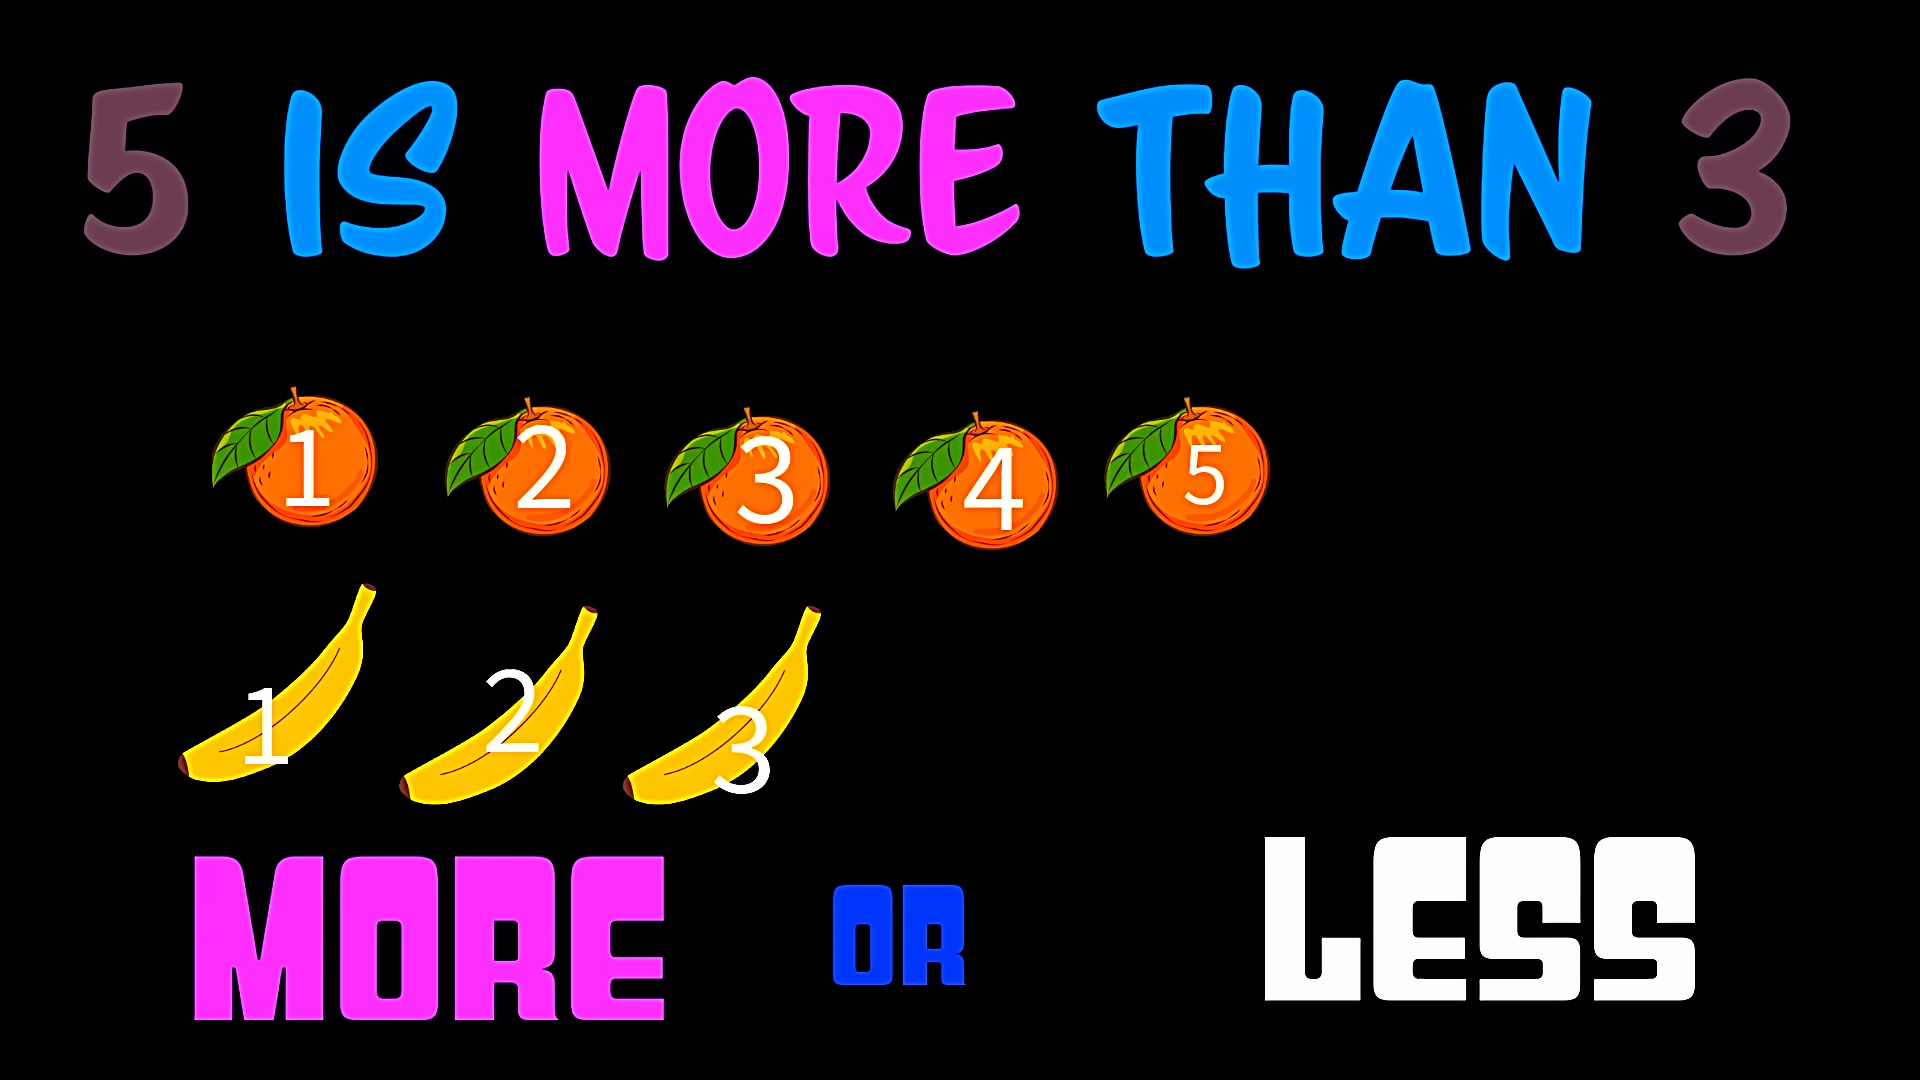 5 IS MORE THAN 3
1 2 3 4 5
1 2 3
MORE OR LESS